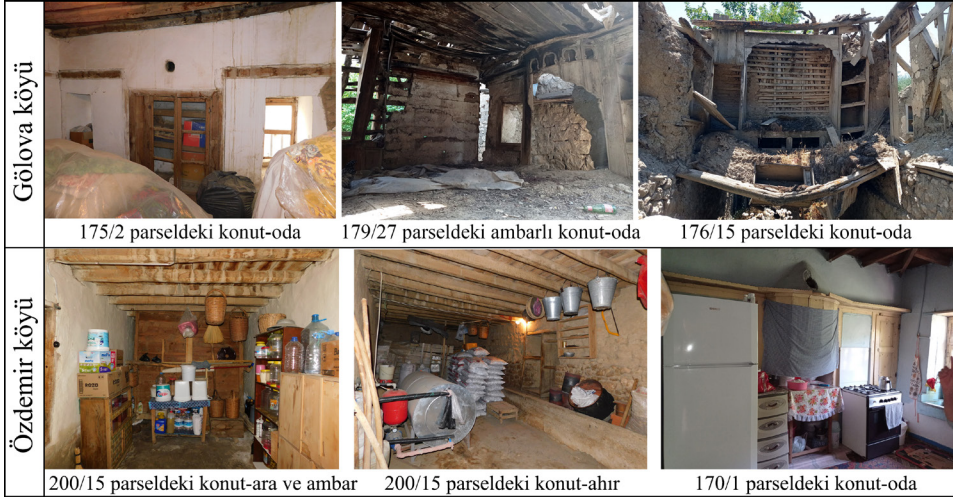 Gölova köyü
175/2 parseldeki konut-oda
179/27 parseldeki ambarlı konut-oda
176/15 parseldeki konut-oda
Özdemir köyü
200/15 parseldeki konut-ara ve ambar
200/15 parseldeki konut-ahır
170/1 parseldeki konut-oda